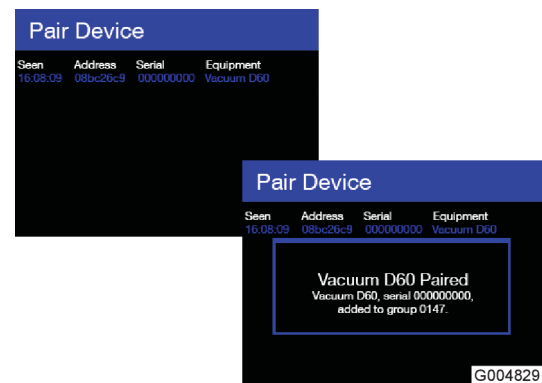 Pair Device
Seen Address Serial Equipment
16:08:09 08bc26c9 000000000 Vacuum D60
Pair Device
Seen Address Serial Equipment
16:08:09 08bc26c9 000000000 Vacuum D60
Vacuum D60 Paired
Vacuum D60, serial 000000000,
added to group 0147.
G004829